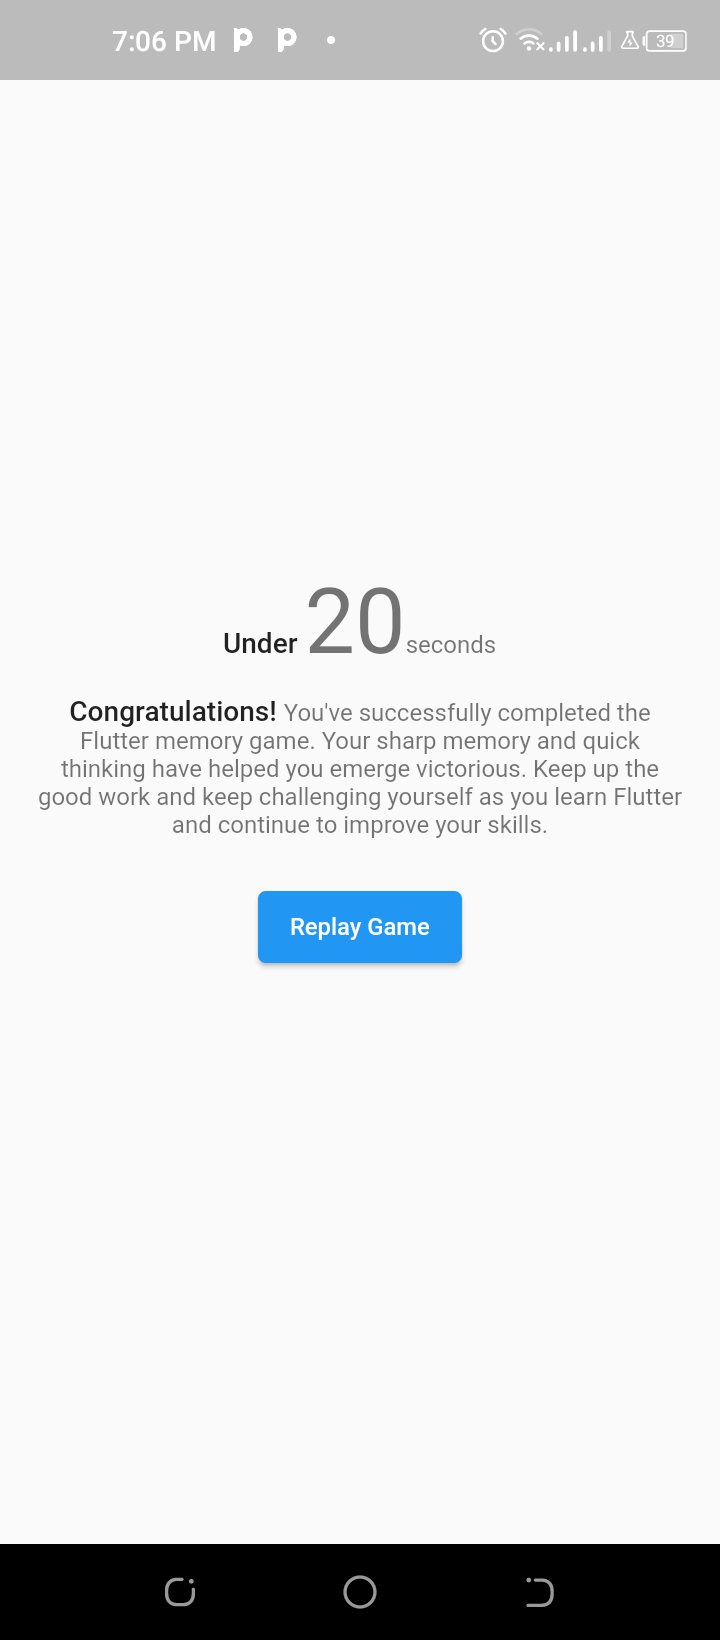 7:06 PM
39
Under 20 seconds
Congratulations! You've successfully completed the
Flutter memory game. Your sharp memory and quick
thinking have helped you emerge victorious. Keep up the
good work and keep challenging yourself as you learn Flutter
and continue to improve your skills.
Replay Game